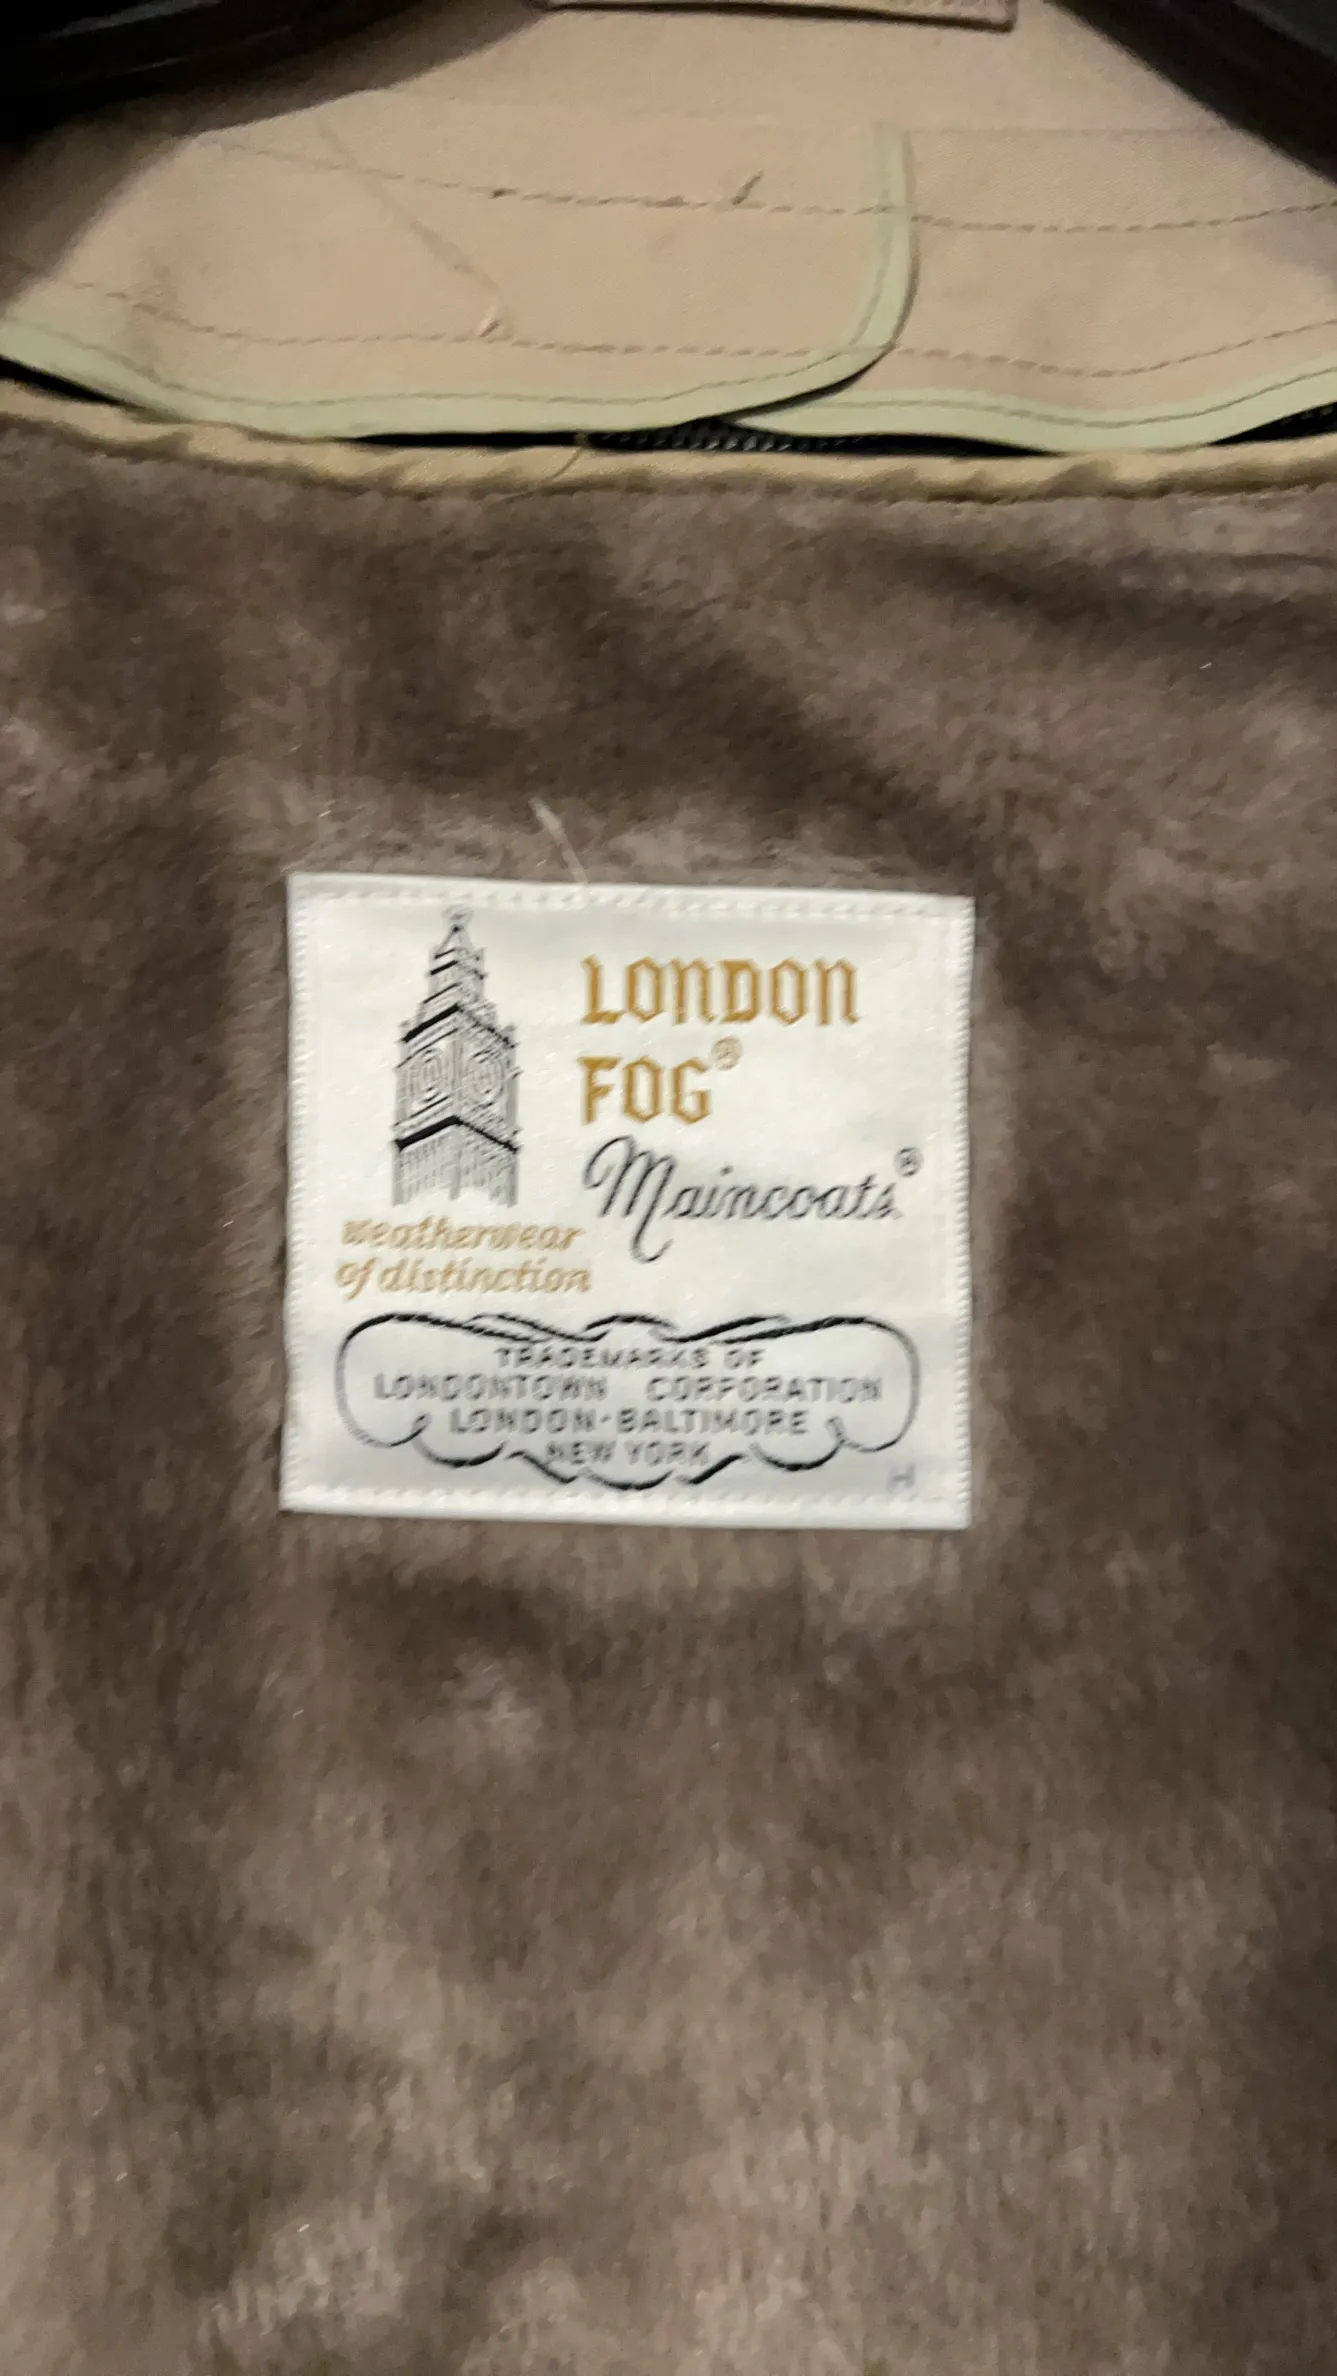 LONDON
FOG®
Maincoats®
Weatherwear
of distinction
TRADEMARKS OF
LONDONTOWN CORPORATION
LONDON-BALTIMORE
NEW YORK
H